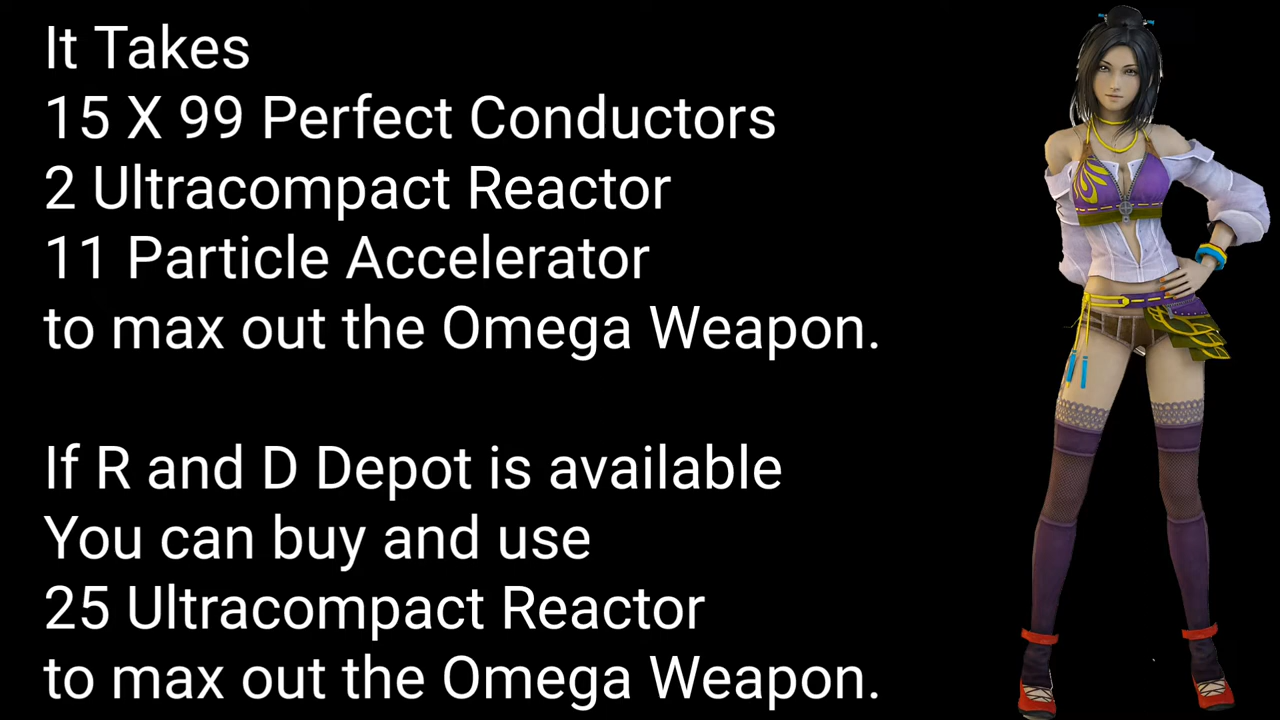 It Takes
15 X 99 Perfect Conductors
2 Ultracompact Reactor
11 Particle Accelerator
to max out the Omega Weapon.
If R and D Depot is available
You can buy and use
25 Ultracompact Reactor
to max out the Omega Weapon.